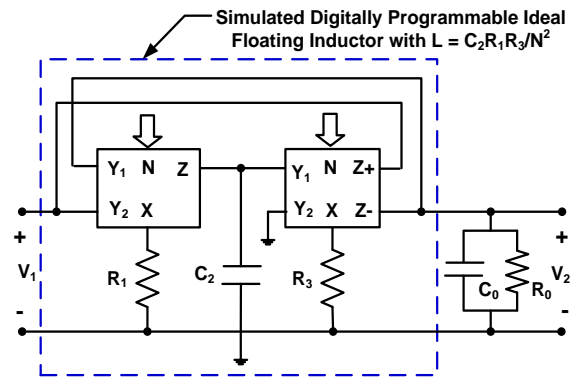 Simulated Digitally Programmable Ideal
Floating Inductor with L = C₂R₁R₃/N²
Y₁ N Z
Y₂ X
Y₁ N Z+
Y₂ X Z-
+
V₁
-
R₁
C₂
R₃
C₀
R₀
+
V₂
-